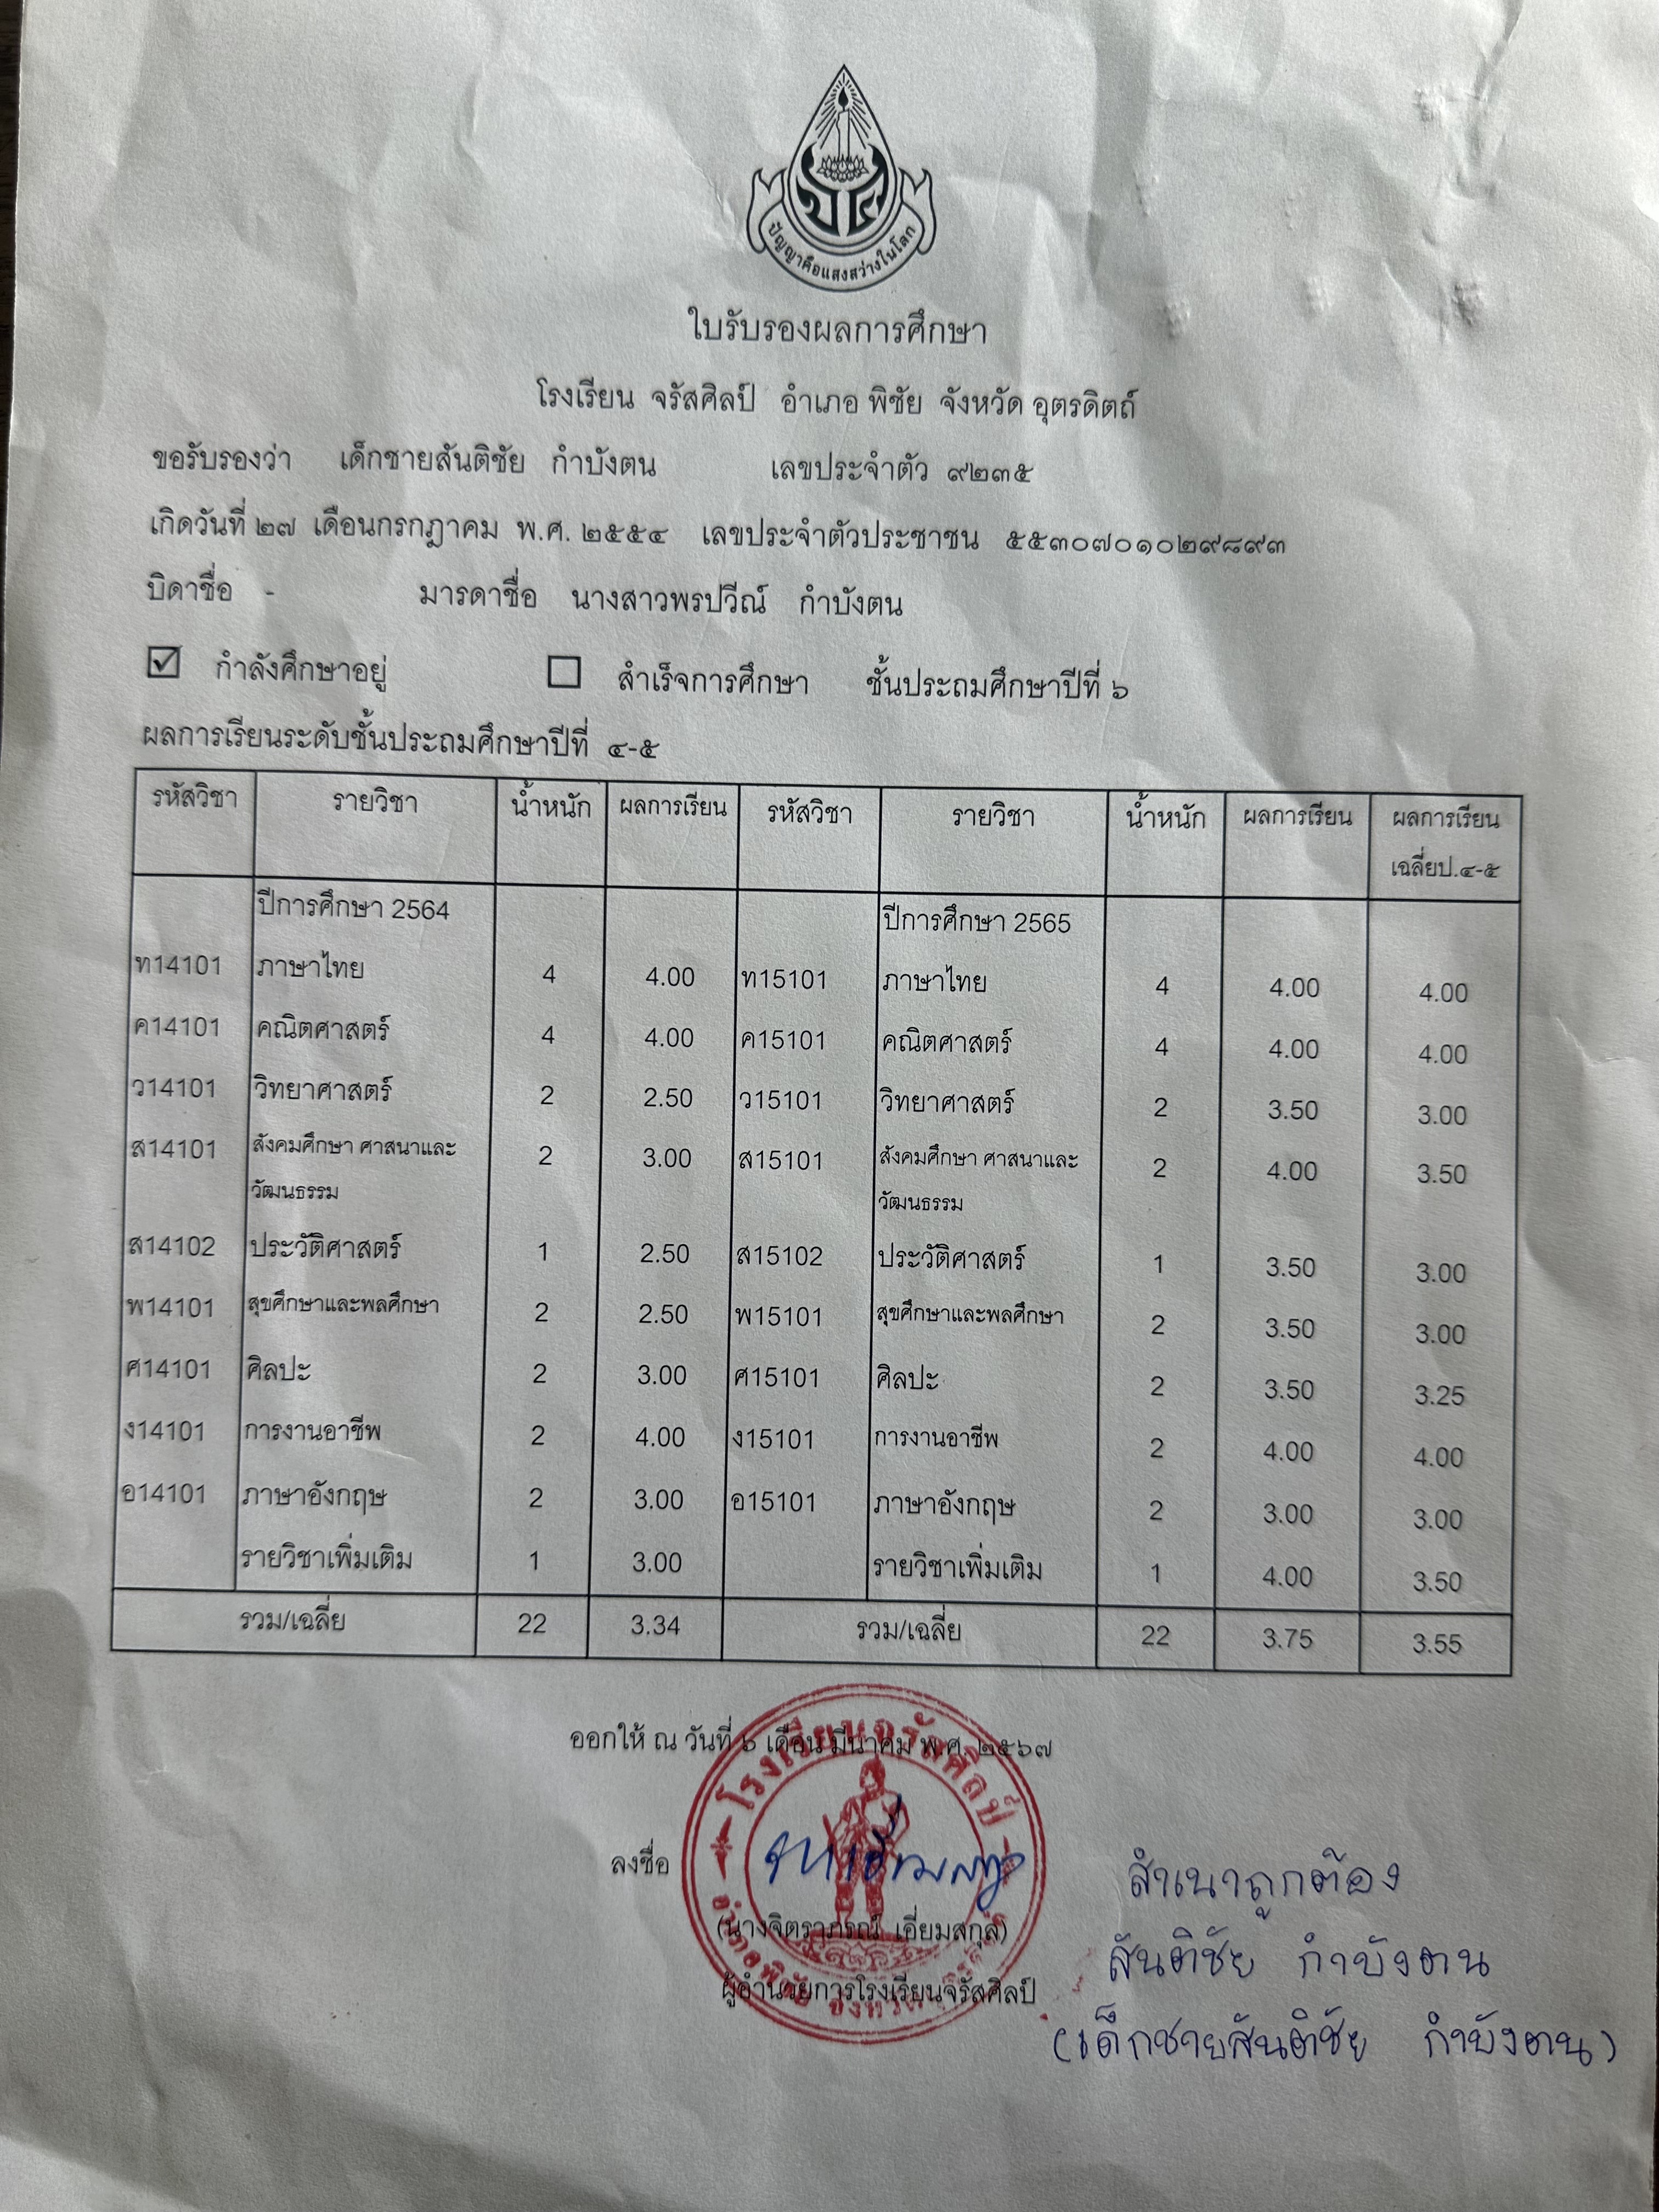 ปัญญาคือแสงสว่างในโลก
ใบรับรองผลการศึกษา
โรงเรียน จรัสศิลป์ อำเภอ พิชัย จังหวัด อุตรดิตถ์
ขอรับรองว่า เด็กชายสันติชัย กำบังตน เลขประจำตัว ๙๒๓๕
เกิดวันที่ ๒๗ เดือนกรกฎาคม พ.ศ. ๒๕๕๔ เลขประจำตัวประชาชน ๕๕๓๐๗๐๑๐๒๙๘๙๓
บิดาชื่อ - มารดาชื่อ นางสาวพรปวีณ์ กำบังตน
☑ กำลังศึกษาอยู่ ☐ สำเร็จการศึกษา ชั้นประถมศึกษาปีที่ ๖
ผลการเรียนระดับชั้นประถมศึกษาปีที่ ๔-๕
รหัสวิชา รายวิชา น้ำหนัก ผลการเรียน รหัสวิชา รายวิชา น้ำหนัก ผลการเรียน ผลการเรียน
เฉลี่ยป.๔-๕
ปีการศึกษา 2564 ปีการศึกษา 2565
ท14101 ภาษาไทย 4 4.00 ท15101 ภาษาไทย 4 4.00 4.00
ค14101 คณิตศาสตร์ 4 4.00 ค15101 คณิตศาสตร์ 4 4.00 4.00
ว14101 วิทยาศาสตร์ 2 2.50 ว15101 วิทยาศาสตร์ 2 3.50 3.00
ส14101 สังคมศึกษา ศาสนาและ 2 3.00 ส15101 สังคมศึกษา ศาสนาและ 2 4.00 3.50
วัฒนธรรม วัฒนธรรม
ส14102 ประวัติศาสตร์ 1 2.50 ส15102 ประวัติศาสตร์ 1 3.50 3.00
พ14101 สุขศึกษาและพลศึกษา 2 2.50 พ15101 สุขศึกษาและพลศึกษา 2 3.50 3.00
ศ14101 ศิลปะ 2 3.00 ศ15101 ศิลปะ 2 3.50 3.25
ง14101 การงานอาชีพ 2 4.00 ง15101 การงานอาชีพ 2 4.00 4.00
อ14101 ภาษาอังกฤษ 2 3.00 อ15101 ภาษาอังกฤษ 2 3.00 3.00
รายวิชาเพิ่มเติม 1 3.00 รายวิชาเพิ่มเติม 1 4.00 3.50
รวม/เฉลี่ย 22 3.34 รวม/เฉลี่ย 22 3.75 3.55
ออกให้ ณ วันที่ ๖ เดือน มีนาคม พ.ศ. ๒๕๖๗
โรงเรียนจรัสศิลป์
ลงชื่อ
(นางจิตราภรณ์ เอี่ยมสกุล)
ผู้อำนวยการโรงเรียนจรัสศิลป์
อำเภอพิชัย จังหวัดอุตรดิตถ์
สำเนาถูกต้อง
สันติชัย กำบังตน
(เด็กชายสันติชัย กำบังตน)